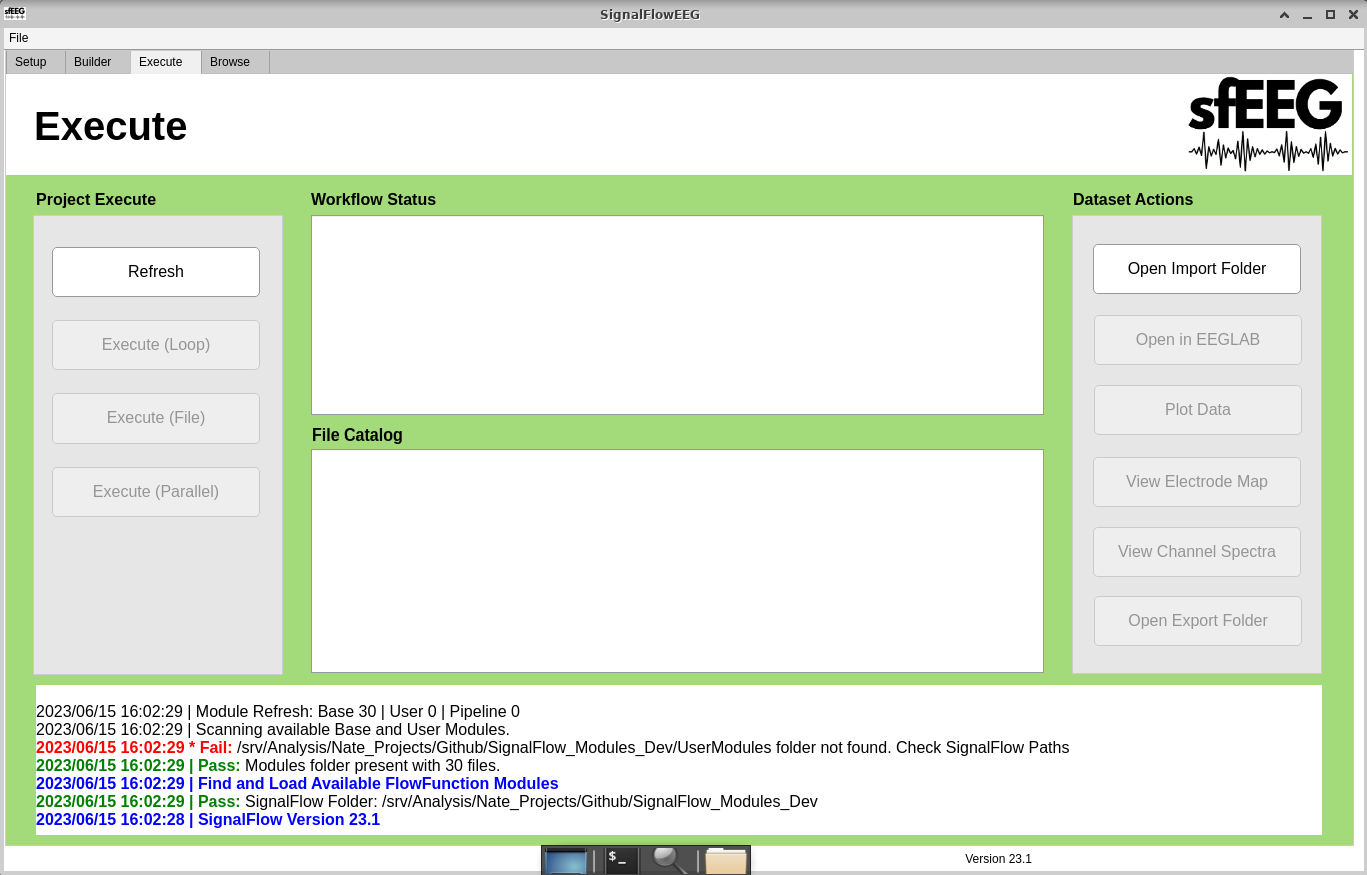 sfEEG
SignalFlowEEG
File
Setup Builder Execute Browse
Execute
sfEEG
Project Execute
Refresh
Execute (Loop)
Execute (File)
Execute (Parallel)
Workflow Status
File Catalog
Dataset Actions
Open Import Folder
Open in EEGLAB
Plot Data
View Electrode Map
View Channel Spectra
Open Export Folder
2023/06/15 16:02:29 | Module Refresh: Base 30 | User 0 | Pipeline 0
2023/06/15 16:02:29 | Scanning available Base and User Modules.
2023/06/15 16:02:29 * Fail: /srv/Analysis/Nate_Projects/Github/SignalFlow_Modules_Dev/UserModules folder not found. Check SignalFlow Paths
2023/06/15 16:02:29 | Pass: Modules folder present with 30 files.
2023/06/15 16:02:29 | Find and Load Available FlowFunction Modules
2023/06/15 16:02:29 | Pass: SignalFlow Folder: /srv/Analysis/Nate_Projects/Github/SignalFlow_Modules_Dev
2023/06/15 16:02:28 | SignalFlow Version 23.1
$_
Version 23.1